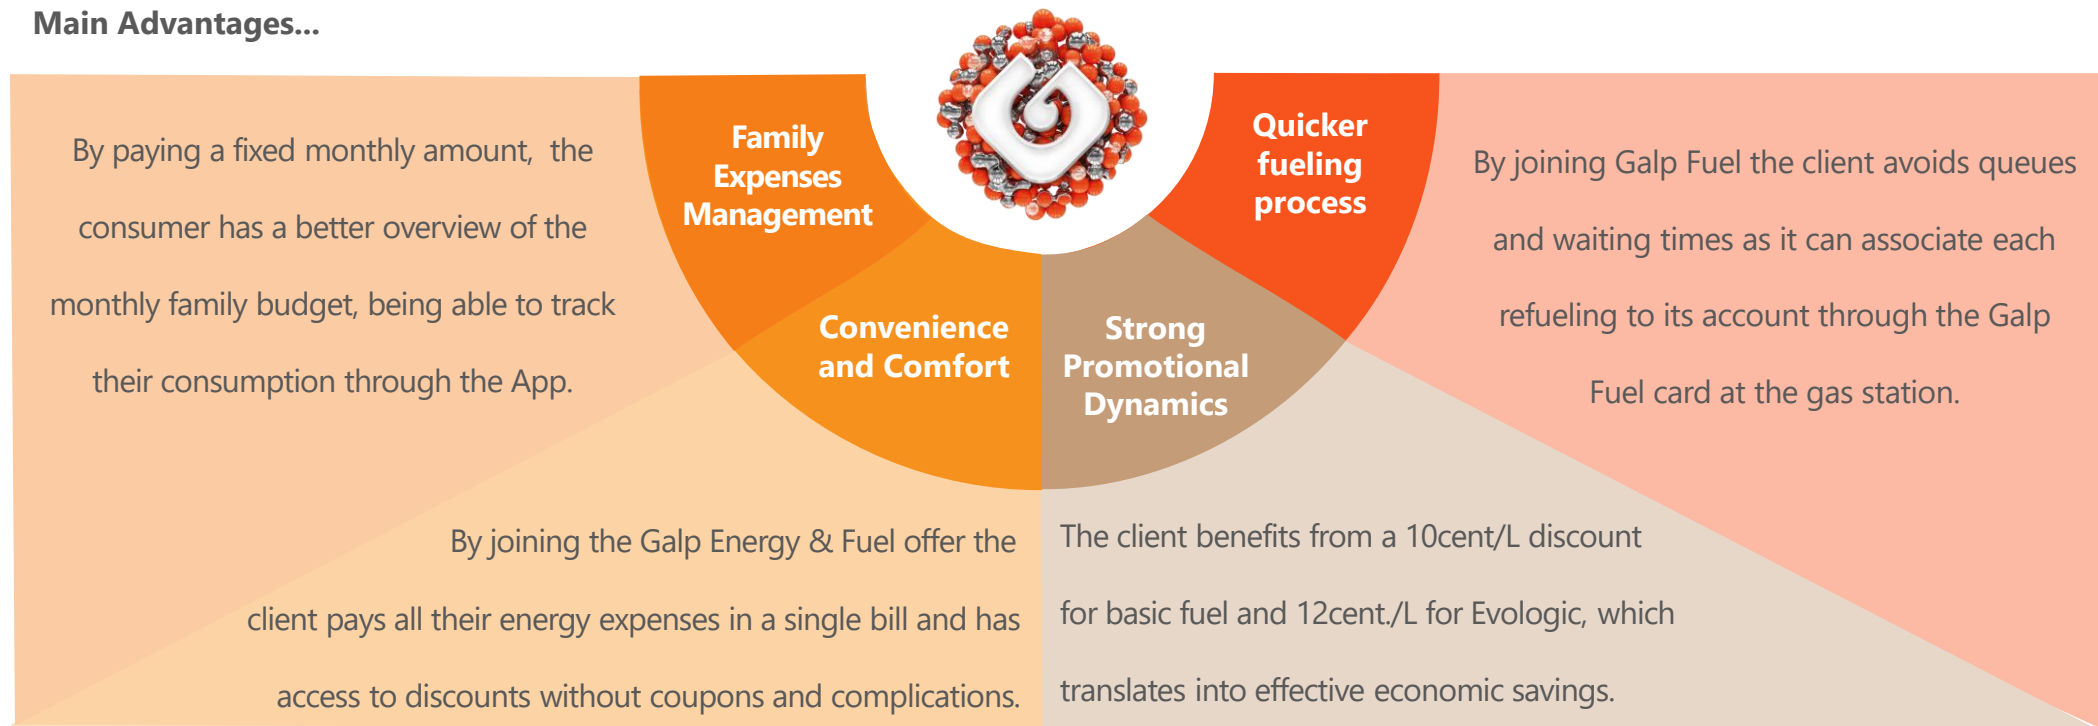 Main Advantages...
Family
Expenses
Management
By paying a fixed monthly amount, the
consumer has a better overview of the
monthly family budget, being able to track
their consumption through the App.
Convenience
and Comfort
By joining the Galp Energy & Fuel offer the
client pays all their energy expenses in a single bill and has
access to discounts without coupons and complications.
Strong
Promotional
Dynamics
The client benefits from a 10cent/L discount
for basic fuel and 12cent./L for Evologic, which
translates into effective economic savings.
Quicker
fueling
process
By joining Galp Fuel the client avoids queues
and waiting times as it can associate each
refueling to its account through the Galp
Fuel card at the gas station.